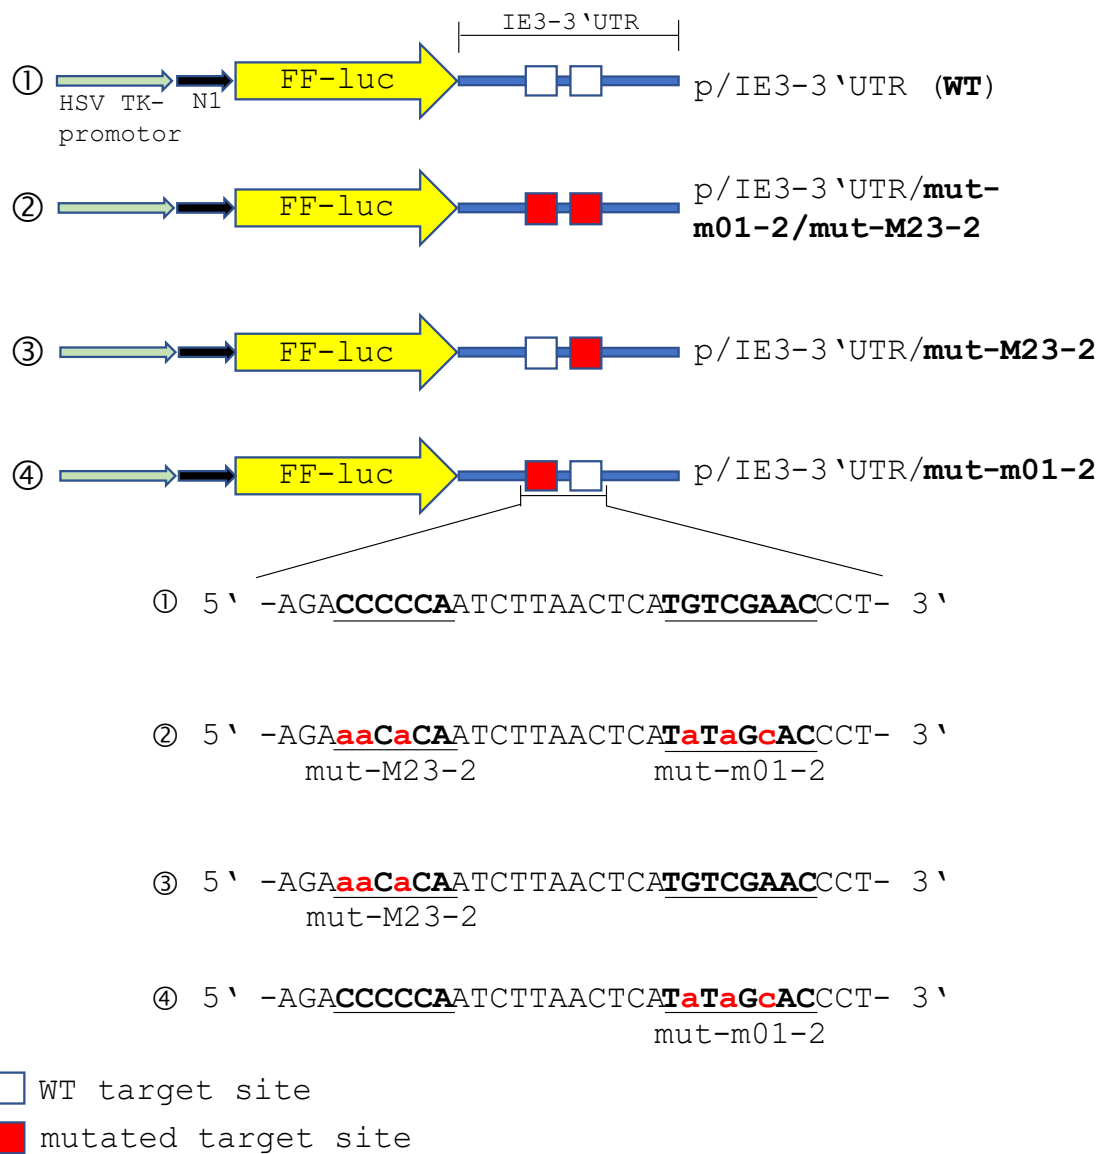 IE3-3‘UTR
① FF-luc p/IE3-3‘UTR (WT)
HSV TK- N1
promotor
② FF-luc p/IE3-3‘UTR/mut-
m01-2/mut-M23-2
③ FF-luc p/IE3-3‘UTR/mut-M23-2
④ FF-luc p/IE3-3‘UTR/mut-m01-2
① 5‘ -AGACCCCCAATCTTAACTCATGTCGAACCCT- 3‘
② 5‘ -AGAaaCaCAATCTTAACTCATaTaGcACCCT- 3‘
mut-M23-2 mut-m01-2
③ 5‘ -AGAaaCaCAATCTTAACTCATGTCGAACCCT- 3‘
mut-M23-2
④ 5‘ -AGACCCCCAATCTTAACTCATaTaGcACCCT- 3‘
mut-m01-2
WT target site
mutated target site